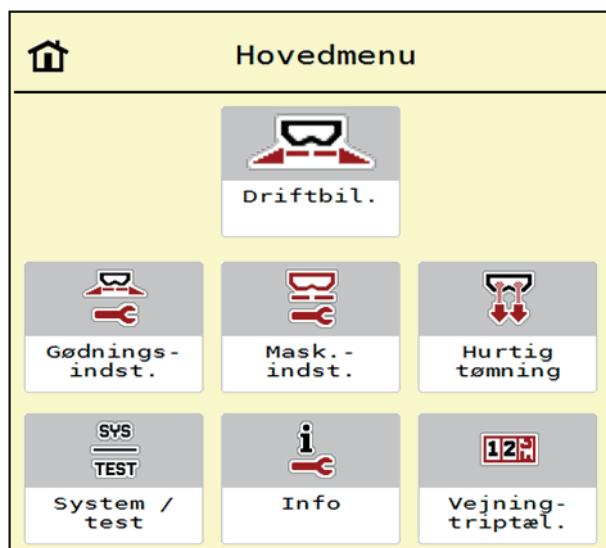 Hovedmenu
Driftbil.
Gødnings-
indst.
Mask.-
indst.
Hurtig
tømning
SYS
TEST
System /
test
i
Info
12
Vejning-
triptæl.